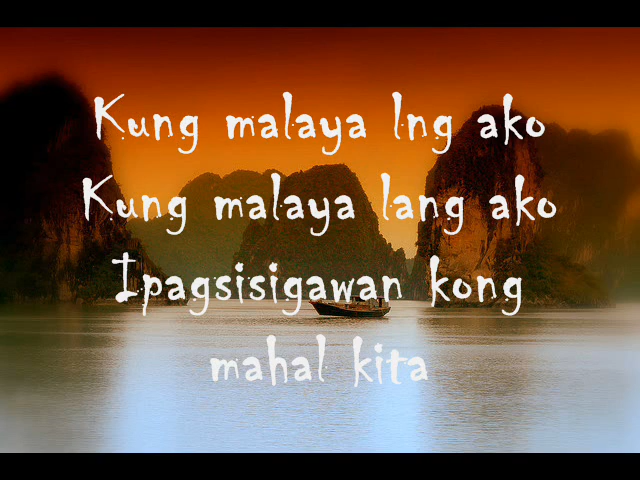 Kung malaya lng ako
Kung malaya lang ako
Ipagsisigawan kong
mahal kita